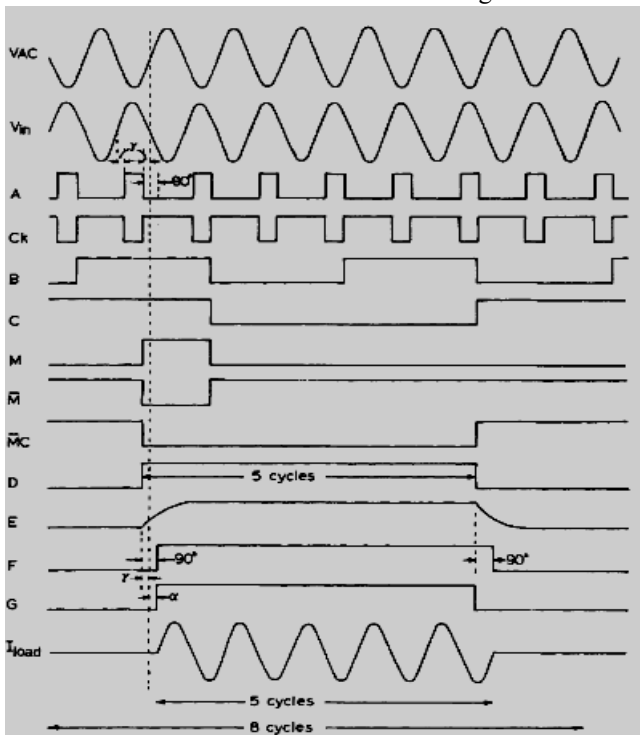 VAC
Vin
γ
A
90°
Ck
B
C
M
M̅
M̅C
D
5 cycles
E
F
90°
90°
γ
G
α
Iload
5 cycles
8 cycles